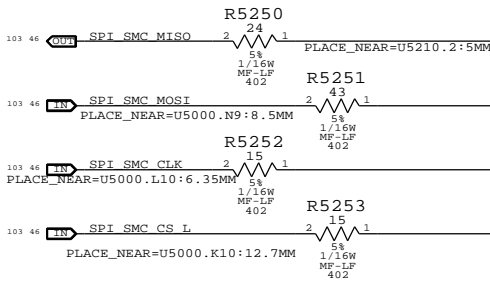 R5250
24
103 46 OUT SPI_SMC_MISO 2 1
PLACE_NEAR=U5210.2:5MM
5%
1/16W
MF-LF
402
R5251
43
103 46 IN SPI_SMC_MOSI 2 1
PLACE_NEAR=U5000.N9:8.5MM
5%
1/16W
MF-LF
402
R5252
15
103 46 IN SPI_SMC_CLK 2 1
PLACE_NEAR=U5000.L10:6.35MM
5%
1/16W
MF-LF
402
R5253
15
103 46 IN SPI_SMC_CS_L 2 1
PLACE_NEAR=U5000.K10:12.7MM
5%
1/16W
MF-LF
402